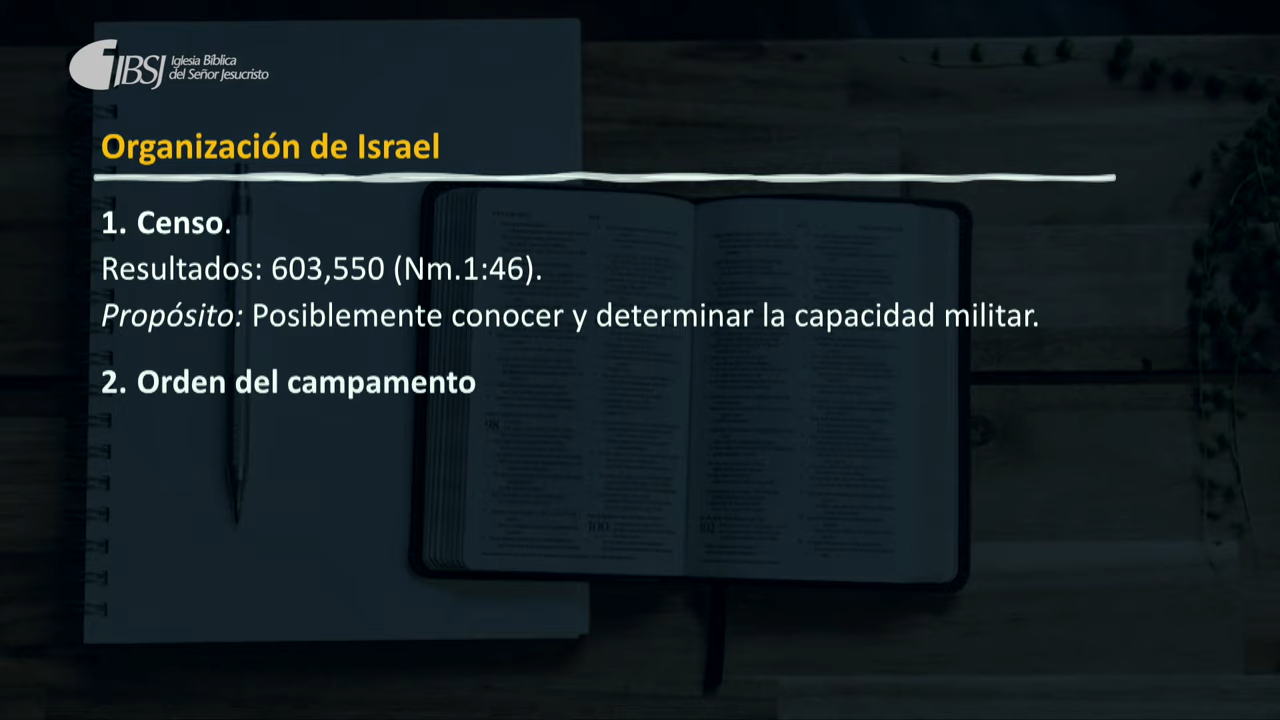 IBSJ
Iglesia Bíblica
del Señor Jesucristo
Organización de Israel
1. Censo.
Resultados: 603,550 (Nm.1:46).
Propósito: Posiblemente conocer y determinar la capacidad militar.
2. Orden del campamento